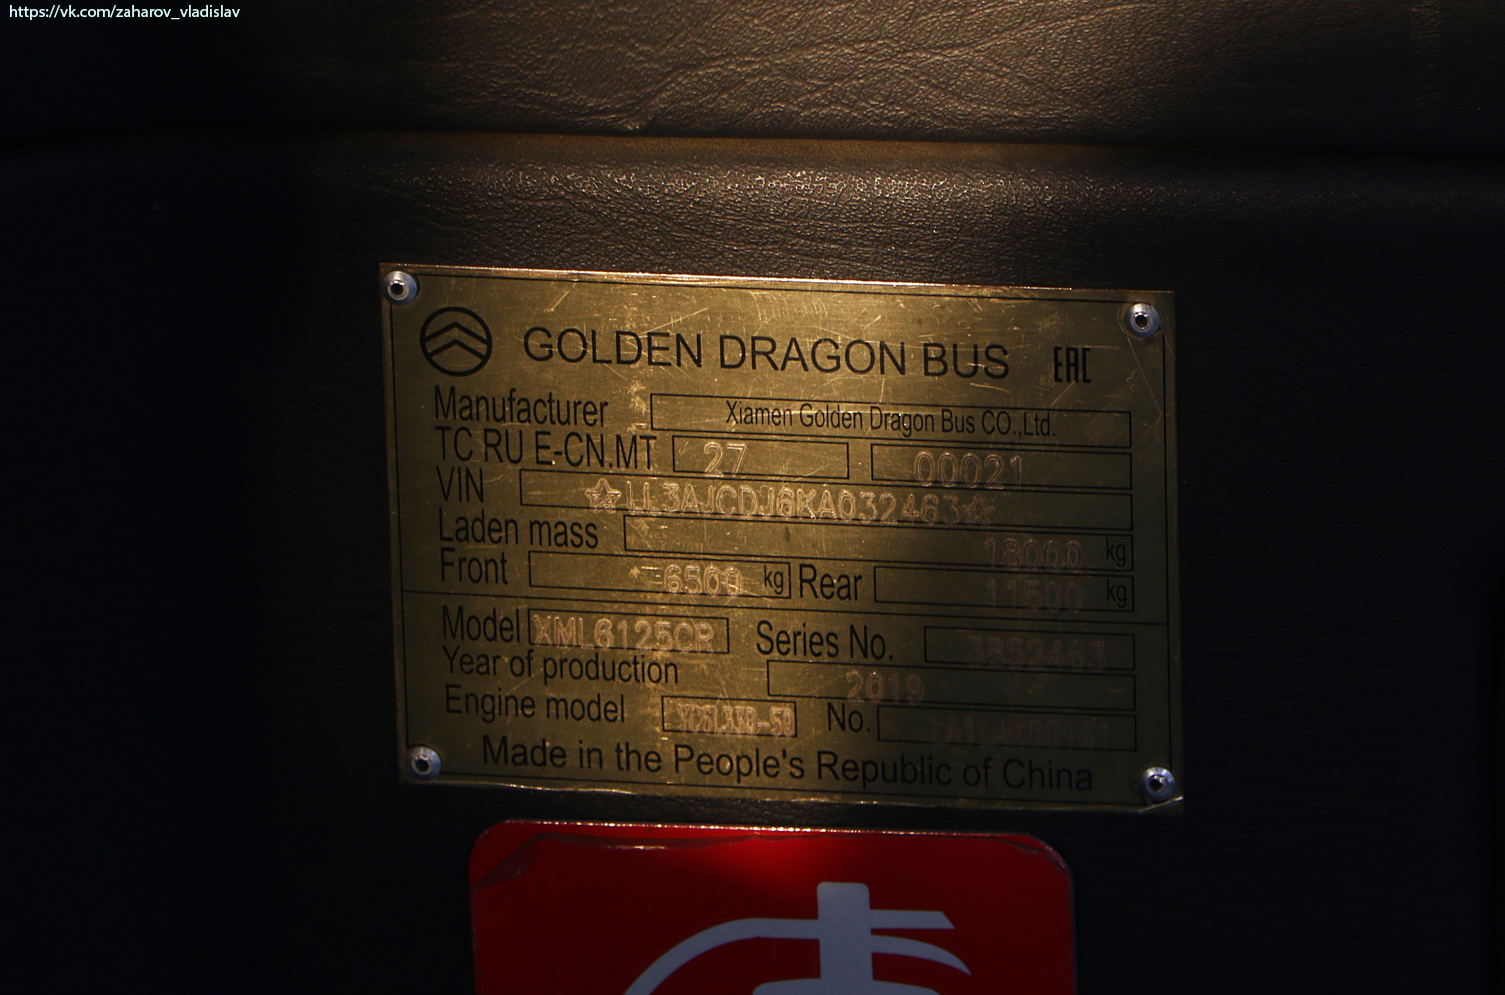 https://vk.com/zaharov_vladislav
GOLDEN DRAGON BUS EAC
Manufacturer Xiamen Golden Dragon Bus CO.,Ltd.
TC RU E-CN.MT 27 00021
VIN ☆LL3AJCDJ6KA032463☆
Laden mass 18000 kg
Front 6500 kg Rear 11500 kg
Model XML6125CR Series No. 3852463
Year of production 2019
Engine model No.
Made in the People's Republic of China